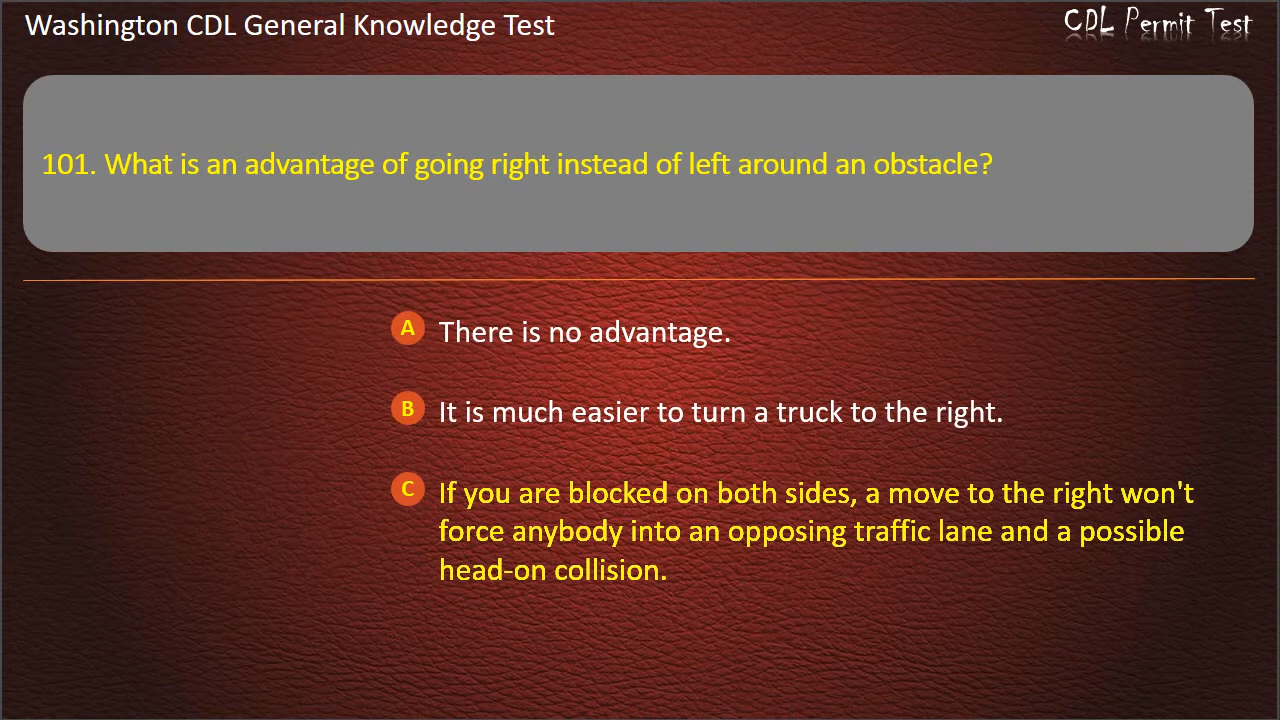 Washington CDL General Knowledge Test
CDL Permit Test
101. What is an advantage of going right instead of left around an obstacle?
A There is no advantage.
B It is much easier to turn a truck to the right.
C If you are blocked on both sides, a move to the right won't
force anybody into an opposing traffic lane and a possible
head-on collision.